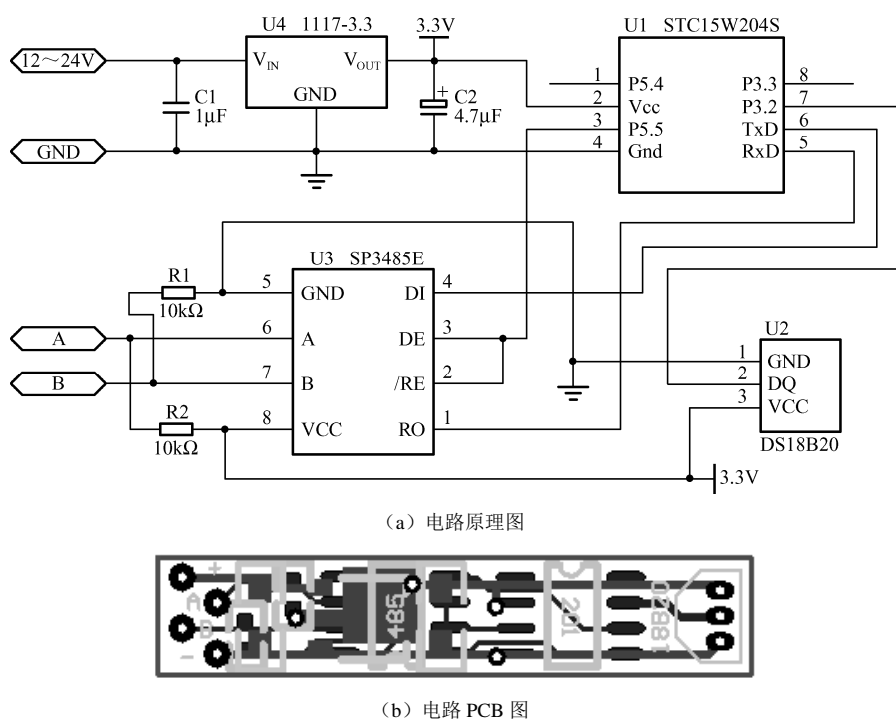 U4 1117-3.3
3.3V
U1 STC15W204S
12～24V
VIN
VOUT
GND
C1
1μF
+
C2
4.7μF
1
P5.4
P3.3
8
2
Vcc
P3.2
7
3
P5.5
TxD
6
4
Gnd
RxD
5
GND
U3 SP3485E
R1
10kΩ
5
GND
DI
4
A
6
A
DE
3
B
7
B
/RE
2
R2
10kΩ
8
VCC
RO
1
U2
1
GND
2
DQ
3
VCC
DS18B20
3.3V
（a）电路原理图
+
A
B
-
485
201
18B20
（b）电路 PCB 图